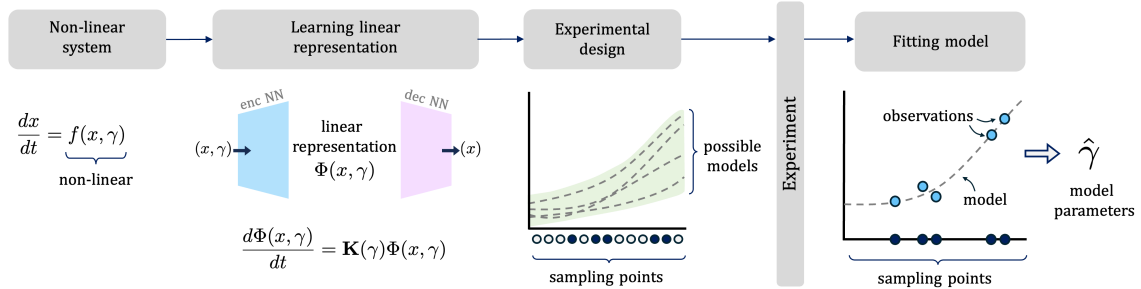 Non-linear
system
Learning linear
representation
Experimental
design
Experiment
Fitting model
dx/dt = f(x, γ)
non-linear
enc NN
dec NN
(x, γ)
linear
representation
Φ(x, γ)
(x)
dΦ(x, γ)/dt = K(γ)Φ(x, γ)
possible
models
sampling points
observations
model
sampling points
γ̂
model
parameters